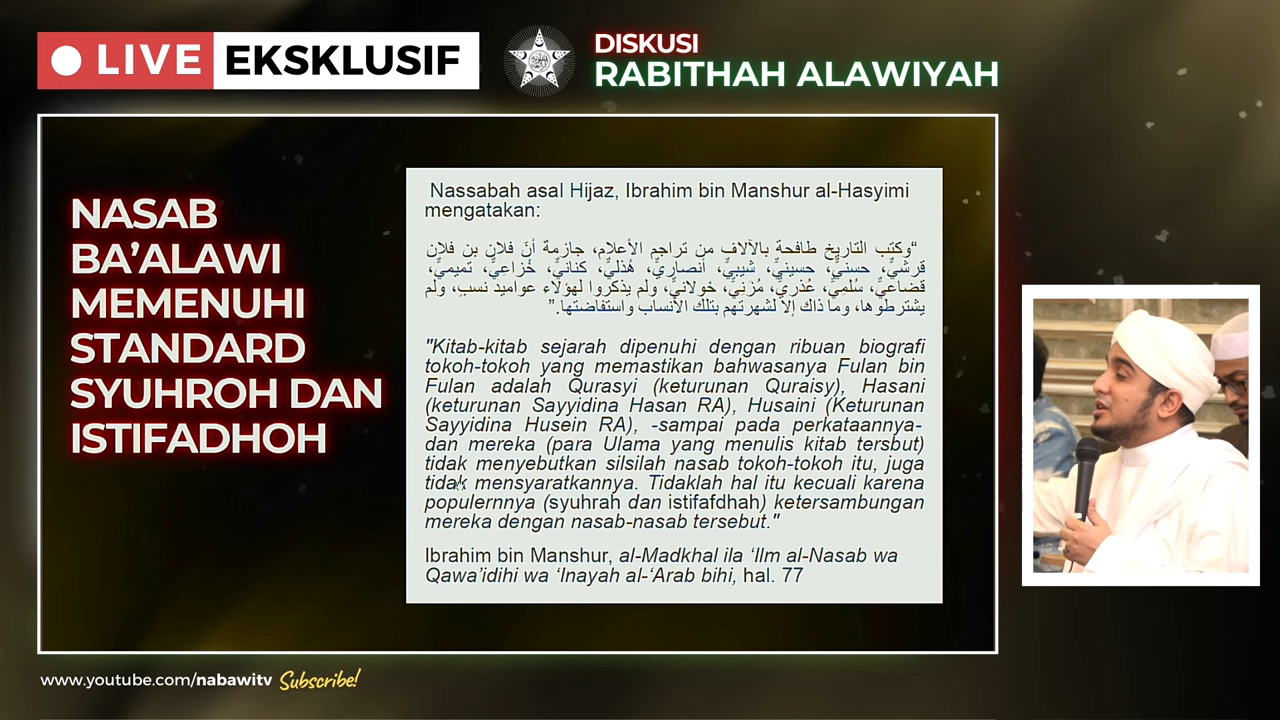 LIVE EKSKLUSIF
DISKUSI
RABITHAH ALAWIYAH
NASAB
BA'ALAWI
MEMENUHI
STANDARD
SYUHROH DAN
ISTIFADHOH
Nassabah asal Hijaz, Ibrahim bin Manshur al-Hasyimi
mengatakan:
“وكتب التاريخ طافحة بالآلاف من تراجم الأعلام، جازمة أنّ فلان بن فلان
قرشيٌّ، حسنيٌّ، حسينيٌّ، شيبيٌّ، أنصاريٌّ، هُذليٌّ، كنانيٌّ، خُزاعِيٌّ، تميميٌّ،
قضاعيٌّ، سُلمِيٌّ، عُذريٌّ، مُزنِيٌّ، خولانيٌّ، ولم يذكروا لهؤلاء عواميد نسبٍ، ولم
يشترطوها، وما ذاك إلا لشهرتهم بتلك الأنساب واستفاضتها.”
"Kitab-kitab sejarah dipenuhi dengan ribuan biografi
tokoh-tokoh yang memastikan bahwasanya Fulan bin
Fulan adalah Qurasyi (keturunan Quraisy), Hasani
(keturunan Sayyidina Hasan RA), Husaini (Keturunan
Sayyidina Husein RA), -sampai pada perkataannya-
dan mereka (para Ulama yang menulis kitab tersbut)
tidak menyebutkan silsilah nasab tokoh-tokoh itu, juga
tidak mensyaratkannya. Tidaklah hal itu kecuali karena
populernnya (syuhrah dan istifafdhah) ketersambungan
mereka dengan nasab-nasab tersebut."
Ibrahim bin Manshur, al-Madkhal ila ‘Ilm al-Nasab wa
Qawa’idihi wa ‘Inayah al-‘Arab bihi, hal. 77
www.youtube.com/nabawitv Subscribe!